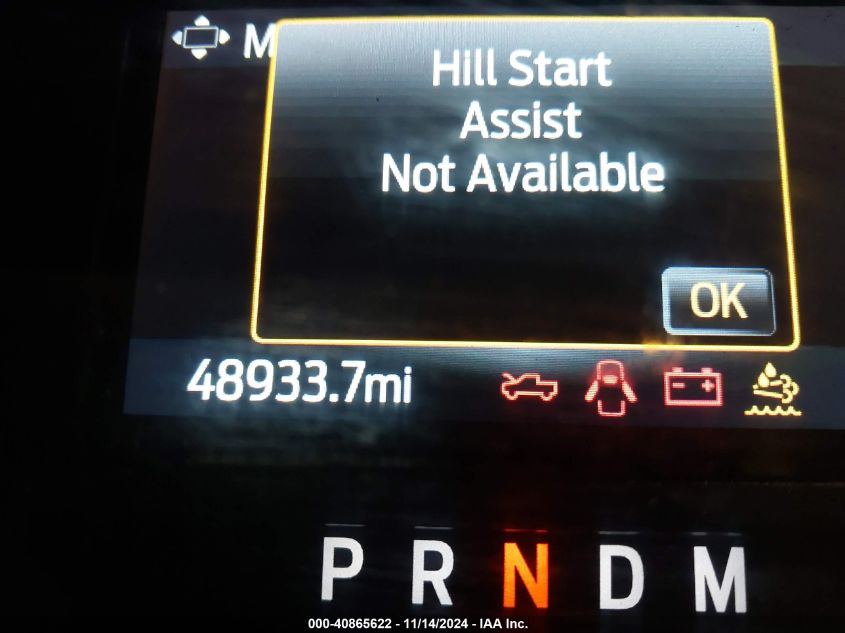 M
Hill Start
Assist
Not Available
OK
48933.7mi
P R N D M
000-40865622 - 11/14/2024 - IAA Inc.